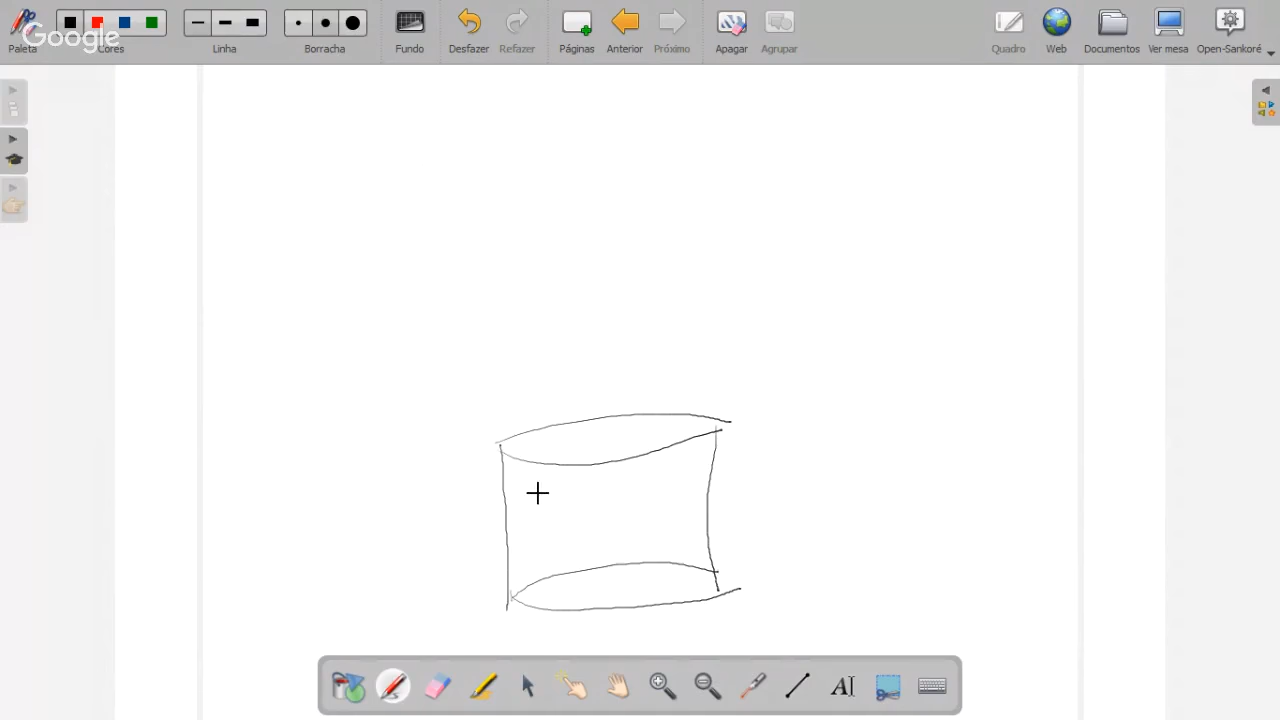 Paleta
Google
Cores
Linha
Borracha
Fundo
Desfazer
Refazer
Páginas
Anterior
Próximo
Apagar
Agrupar
Quadro
Web
Documentos
Ver mesa
Open-Sankoré
AI